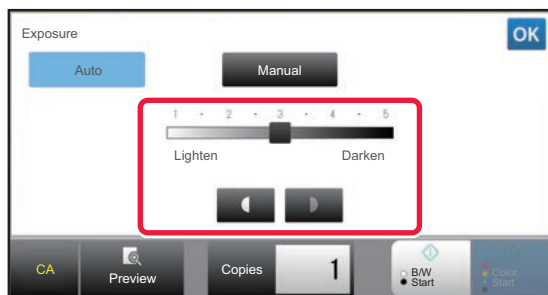 Exposure
OK
Auto
Manual
1 • 2 • 3 • 4 • 5
Lighten
Darken
CA
Preview
Copies
1
B/W
Start
Color
Start